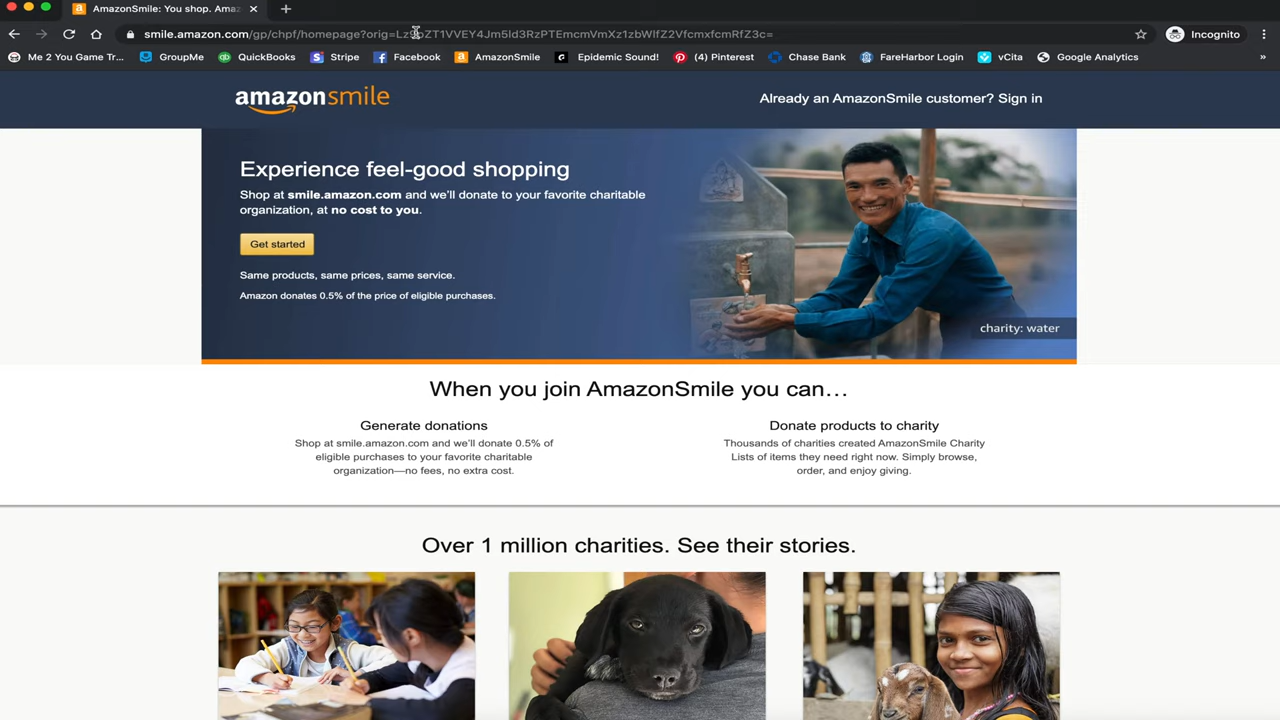 AmazonSmile: You shop. Ama
smile.amazon.com/gp/chpf/homepage?orig=
Incognito
Me 2 You Game Tr...
GroupMe
QuickBooks
Stripe
Facebook
AmazonSmile
Epidemic Sound!
(4) Pinterest
Chase Bank
FareHarbor Login
vCita
Google Analytics
»
amazonsmile
Already an AmazonSmile customer? Sign in
Experience feel-good shopping
Shop at smile.amazon.com and we'll donate to your favorite charitable
organization, at no cost to you.
Get started
Same products, same prices, same service.
Amazon donates 0.5% of the price of eligible purchases.
charity: water
When you join AmazonSmile you can…
Generate donations
Shop at smile.amazon.com and we'll donate 0.5% of
eligible purchases to your favorite charitable
organization—no fees, no extra cost.
Donate products to charity
Thousands of charities created AmazonSmile Charity
Lists of items they need right now. Simply browse,
order, and enjoy giving.
Over 1 million charities. See their stories.